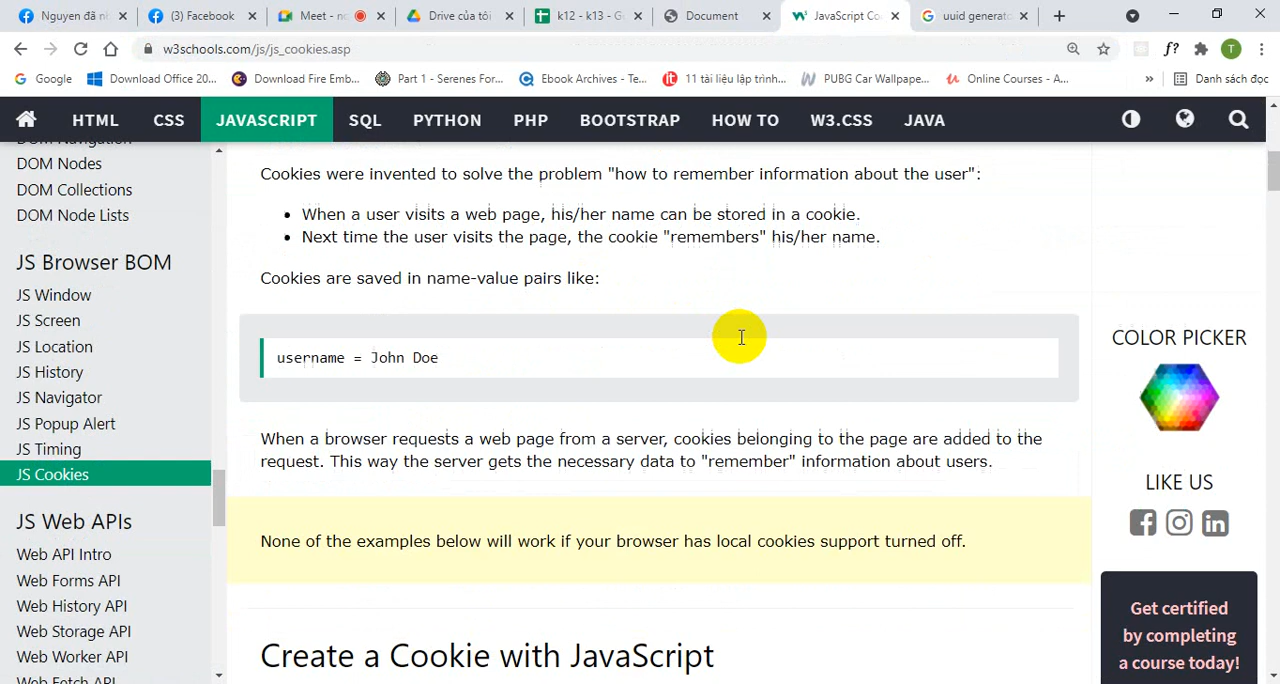 Nguyen đã nh
(3) Facebook
Meet - no
Drive của tôi
k12 - k13 - G
Document
JavaScript Co
uuid generato
w3schools.com/js/js_cookies.asp
T
Google
Download Office 20...
Download Fire Emb...
Part 1 - Serenes For...
Ebook Archives - Te...
11 tài liệu lập trình...
PUBG Car Wallpape...
Online Courses - A...
»
Danh sách đọc
HTML
CSS
JAVASCRIPT
SQL
PYTHON
PHP
BOOTSTRAP
HOW TO
W3.CSS
JAVA
DOM Navigation
DOM Nodes
DOM Collections
DOM Node Lists
JS Browser BOM
JS Window
JS Screen
JS Location
JS History
JS Navigator
JS Popup Alert
JS Timing
JS Cookies
JS Web APIs
Web API Intro
Web Forms API
Web History API
Web Storage API
Web Worker API
Web Fetch API
Cookies were invented to solve the problem "how to remember information about the user":
• When a user visits a web page, his/her name can be stored in a cookie.
• Next time the user visits the page, the cookie "remembers" his/her name.
Cookies are saved in name-value pairs like:
username = John Doe
When a browser requests a web page from a server, cookies belonging to the page are added to the
request. This way the server gets the necessary data to "remember" information about users.
None of the examples below will work if your browser has local cookies support turned off.
Create a Cookie with JavaScript
COLOR PICKER
LIKE US
Get certified
by completing
a course today!